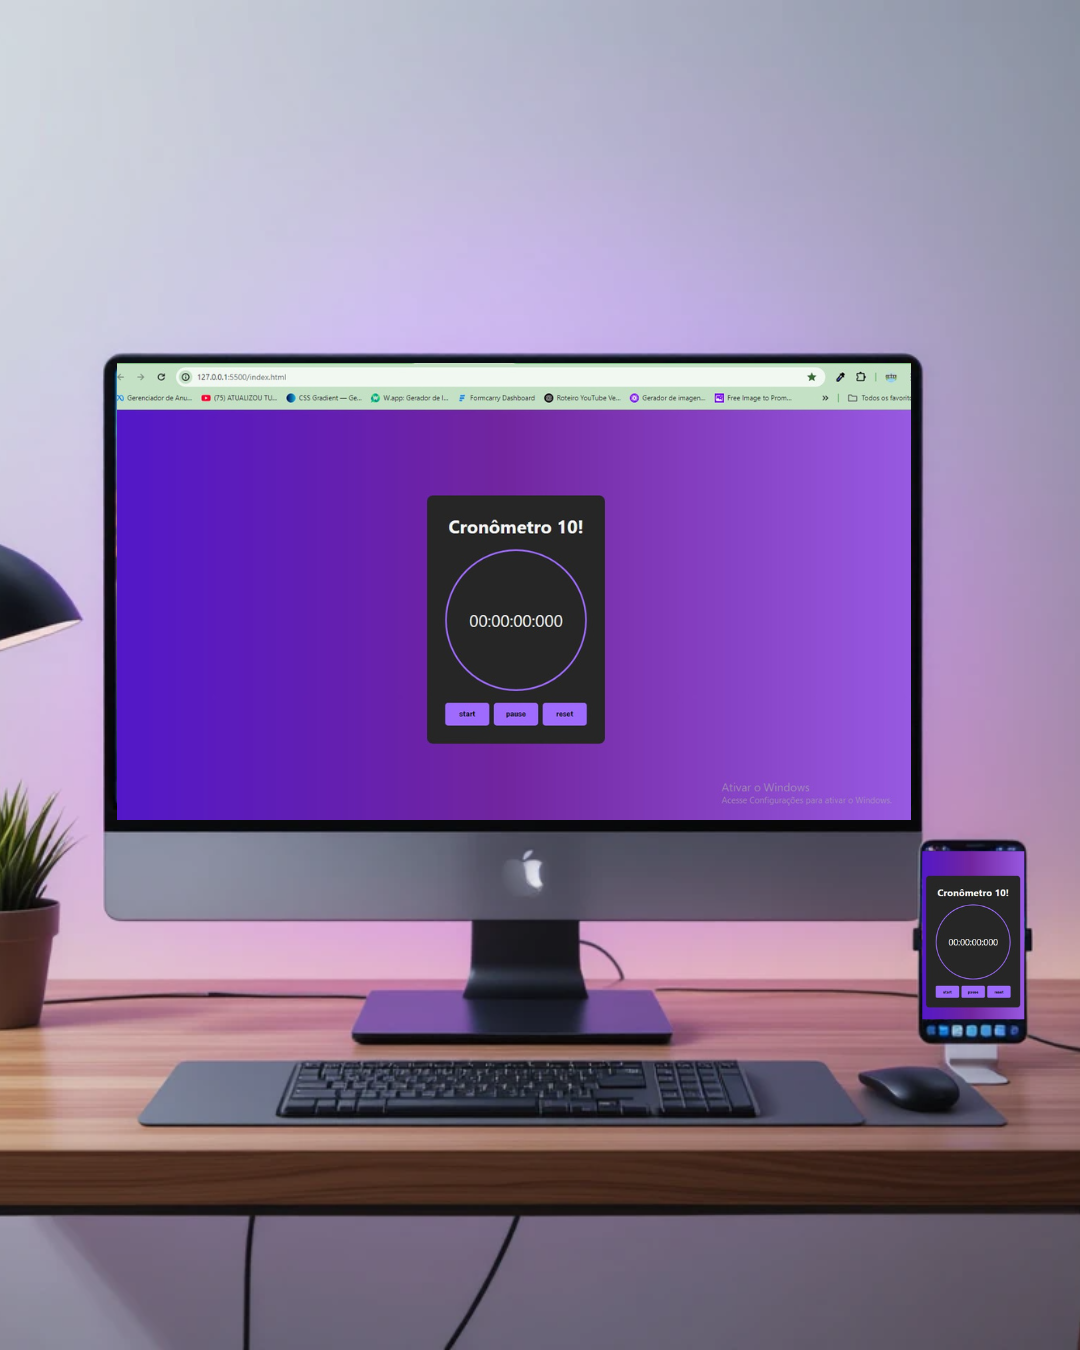 127.0.0.1:5500/index.html
Gerenciador de Anu... (75) ATUALIZOU TU... CSS Gradient — Ge... W.app: Gerador de l... Formcarry Dashboard Roteiro YouTube Ve... Gerador de imagen... Free Image to Prom... » Todos os favorit
Cronômetro 10!
00:00:00:000
start pause reset
Ativar o Windows
Acesse Configurações para ativar o Windows.
Cronômetro 10!
00:00:00:000
start pause reset